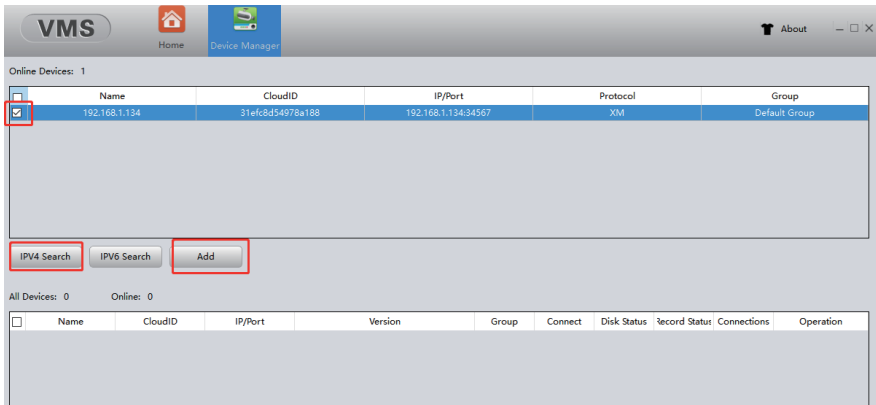 VMS
Home
Device Manager
About
Online Devices: 1
Name CloudID IP/Port Protocol Group
192.168.1.134 31efc8d54978a188 192.168.1.134:34567 XM Default Group
IPV4 Search IPV6 Search Add
All Devices: 0 Online: 0
Name CloudID IP/Port Version Group Connect Disk Status Record Status Connections Operation